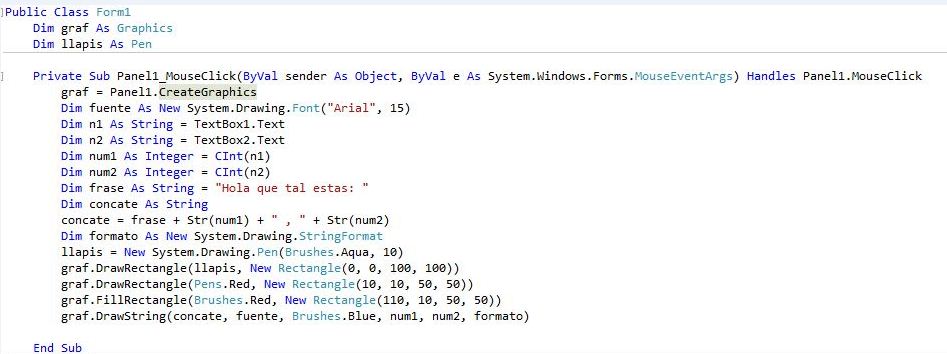 Public Class Form1
Dim graf As Graphics
Dim llapis As Pen
Private Sub Panel1_MouseClick(ByVal sender As Object, ByVal e As System.Windows.Forms.MouseEventArgs) Handles Panel1.MouseClick
graf = Panel1.CreateGraphics
Dim fuente As New System.Drawing.Font("Arial", 15)
Dim n1 As String = TextBox1.Text
Dim n2 As String = TextBox2.Text
Dim num1 As Integer = CInt(n1)
Dim num2 As Integer = CInt(n2)
Dim frase As String = "Hola que tal estas: "
Dim concate As String
concate = frase + Str(num1) + " , " + Str(num2)
Dim formato As New System.Drawing.StringFormat
llapis = New System.Drawing.Pen(Brushes.Aqua, 10)
graf.DrawRectangle(llapis, New Rectangle(0, 0, 100, 100))
graf.DrawRectangle(Pens.Red, New Rectangle(10, 10, 50, 50))
graf.FillRectangle(Brushes.Red, New Rectangle(110, 10, 50, 50))
graf.DrawString(concate, fuente, Brushes.Blue, num1, num2, formato)
End Sub